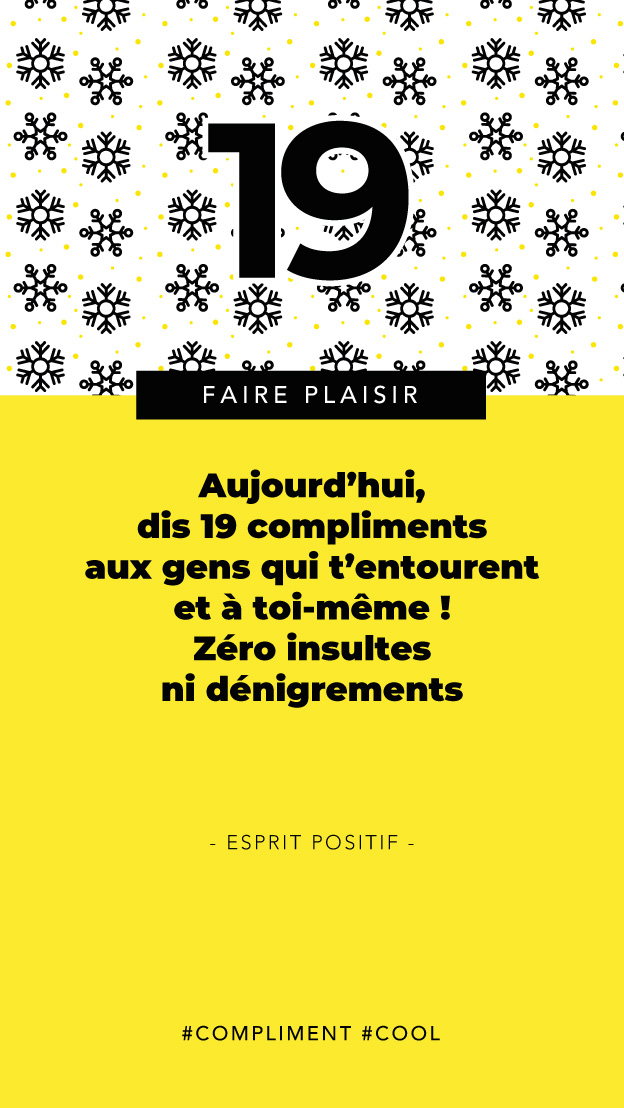 19
FAIRE PLAISIR
Aujourd’hui,
dis 19 compliments
aux gens qui t’entourent
et à toi-même !
Zéro insultes
ni dénigrements
- ESPRIT POSITIF -
#COMPLIMENT #COOL